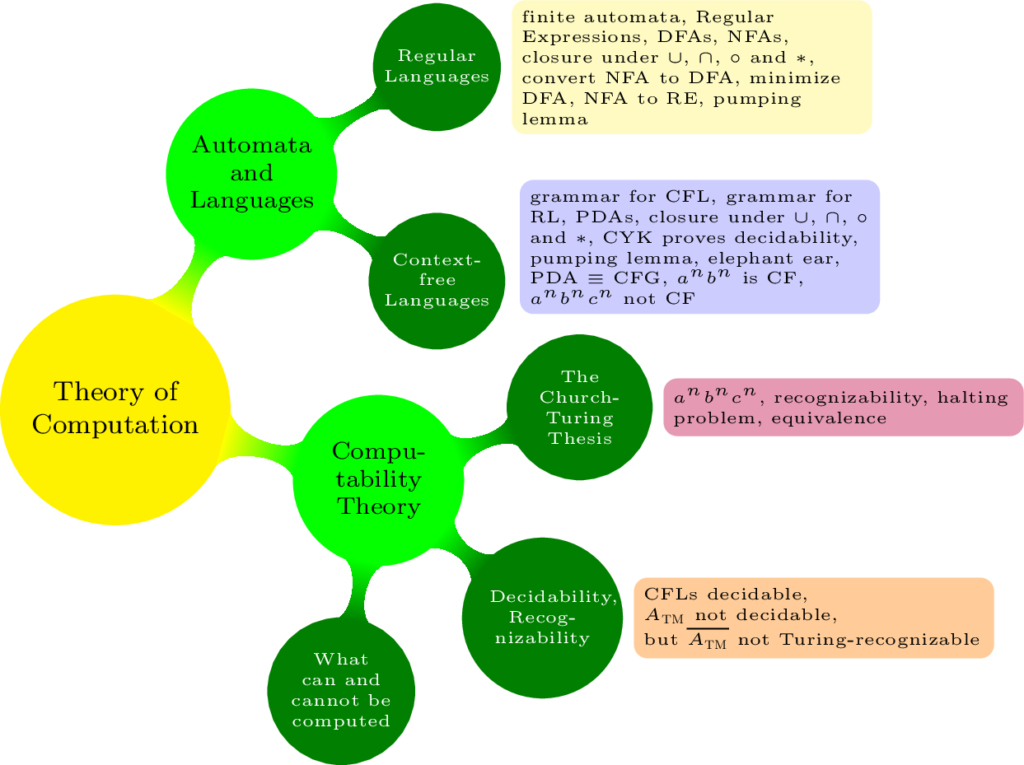 Regular
Languages
finite automata, Regular
Expressions, DFAs, NFAs,
closure under ∪, ∩, ∘ and ∗,
convert NFA to DFA, minimize
DFA, NFA to RE, pumping
lemma
Automata
and
Languages
Context-
free
Languages
grammar for CFL, grammar for
RL, PDAs, closure under ∪, ∩, ∘
and ∗, CYK proves decidability,
pumping lemma, elephant ear,
PDA ≡ CFG, aⁿbⁿ is CF,
aⁿbⁿcⁿ not CF
Theory of
Computation
The
Church-
Turing
Thesis
aⁿbⁿcⁿ, recognizability, halting
problem, equivalence
Compu-
tability
Theory
Decidability,
Recog-
nizability
CFLs decidable,
A_TM not decidable,
but A̅_TM not Turing-recognizable
What
can and
cannot be
computed